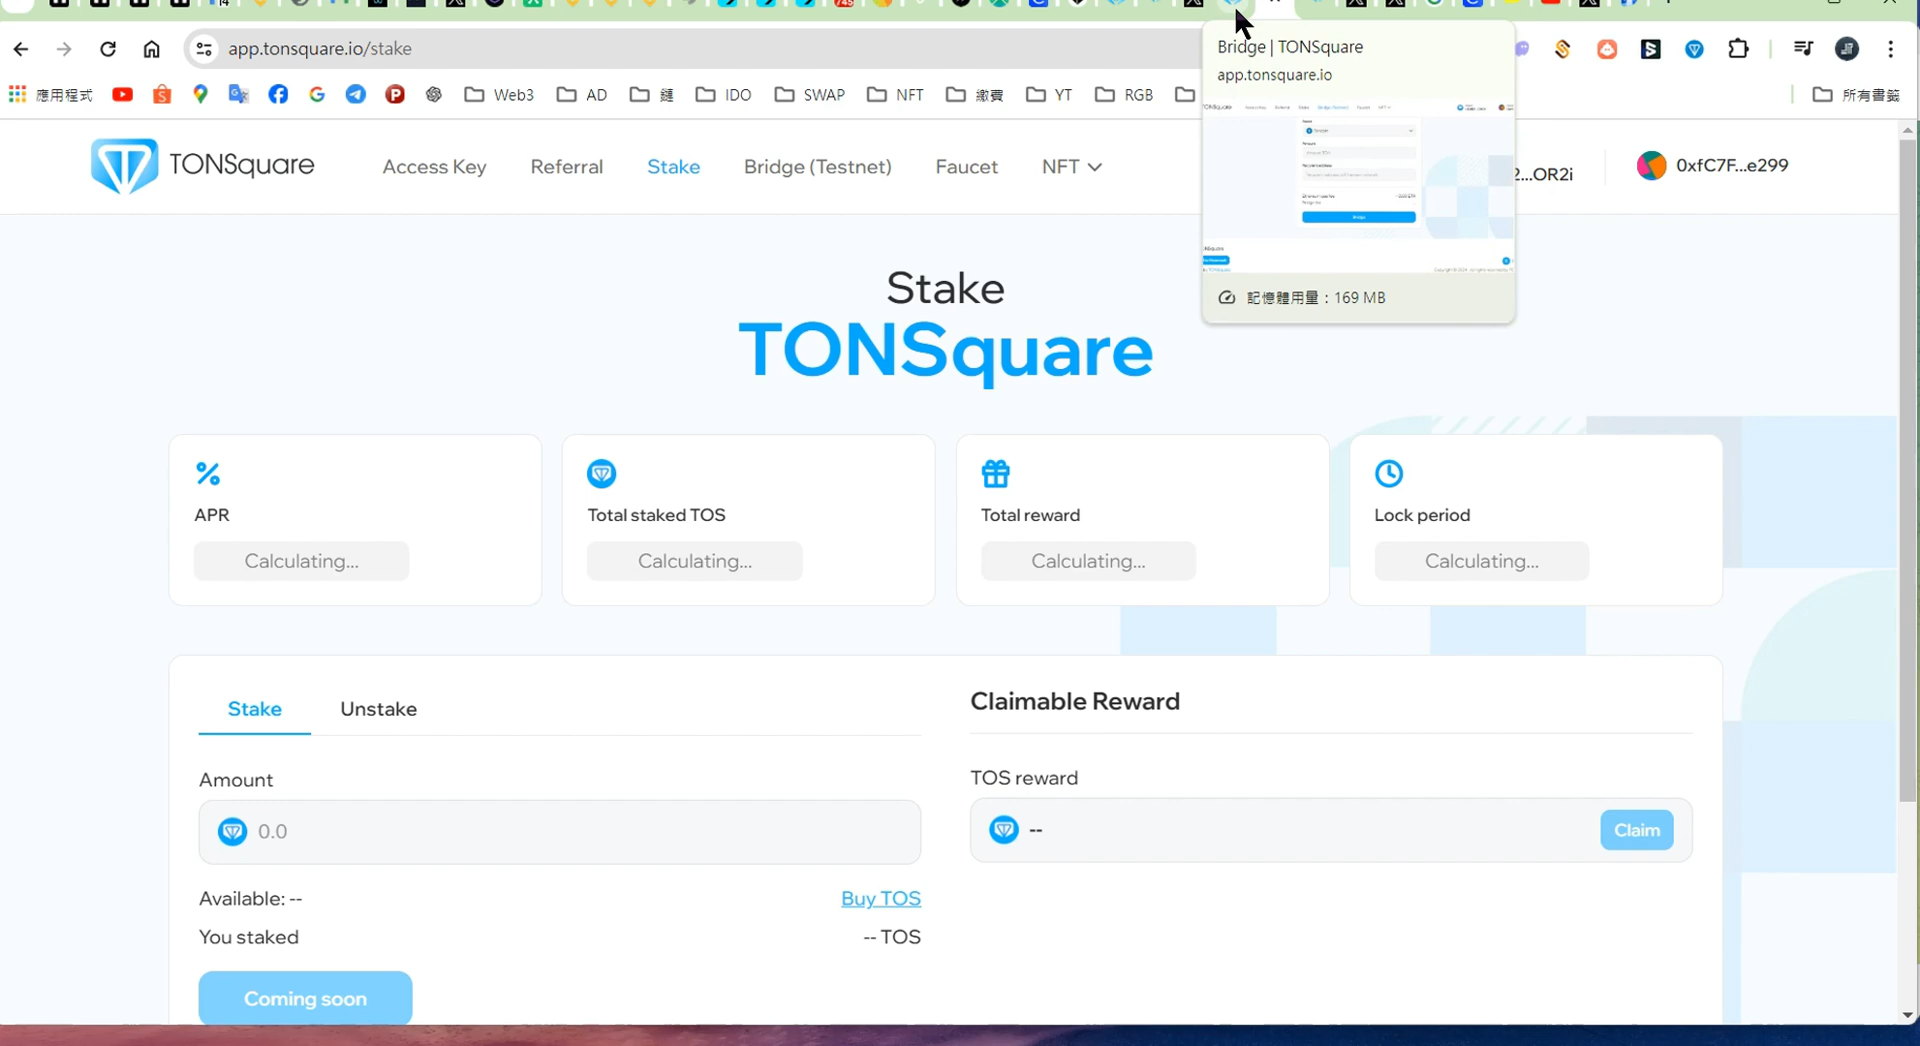 Bridge | TONSquare
app.tonsquare.io
app.tonsquare.io/stake
應用程式
Web3
AD
鏈
IDO
SWAP
NFT
繳費
YT
RGB
所有書籤
TONSquare
Access Key
Referral
Stake
Bridge (Testnet)
Faucet
NFT
2...OR2i
0xfC7F...e299
Bridge
記憶體用量：169 MB
Stake
TONSquare
APR
Calculating...
Total staked TOS
Calculating...
Total reward
Calculating...
Lock period
Calculating...
Stake
Unstake
Amount
0.0
Available: --
Buy TOS
You staked
-- TOS
Coming soon
Claimable Reward
TOS reward
--
Claim